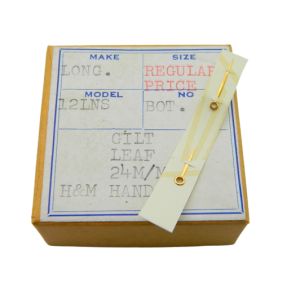 MAKE SIZE
LONG. REGULAR
PRICE
MODEL NO
12LNS BOT.
GILT
LEAF
24M/M
H&M HAND